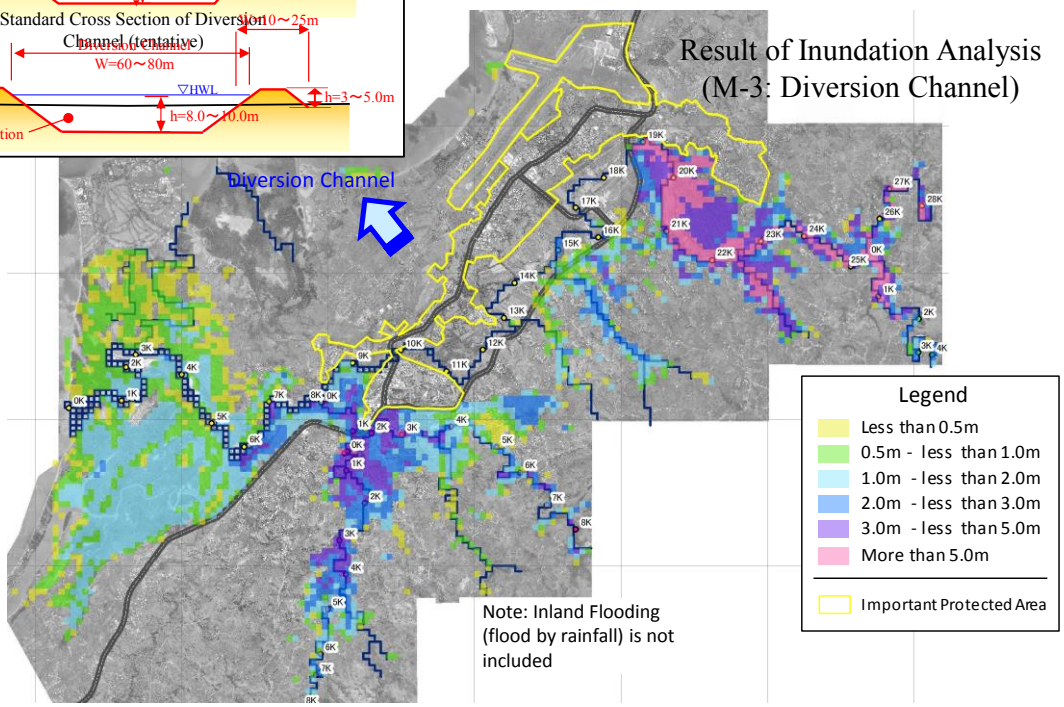 Standard Cross Section of Diversion
Channel (tentative)
Diversion Channel
W=60～80m
W=10～25m
▽HWL
h=3～5.0m
h=8.0～10.0m
tion
Result of Inundation Analysis
(M-3: Diversion Channel)
Diversion Channel
19K
18K
20K
17K
21K
16K
15K
22K
23K
24K
25K
26K
27K
28K
0K
1K
2K
3K
4K
14K
13K
12K
11K
10K
9K
8K
0K
7K
6K
5K
4K
3K
2K
1K
0K
1K
2K
3K
4K
5K
6K
7K
8K
0K
1K
2K
3K
4K
5K
6K
7K
8K
Legend
Less than 0.5m
0.5m - less than 1.0m
1.0m - less than 2.0m
2.0m - less than 3.0m
3.0m - less than 5.0m
More than 5.0m
Important Protected Area
Note: Inland Flooding
(flood by rainfall) is not
included